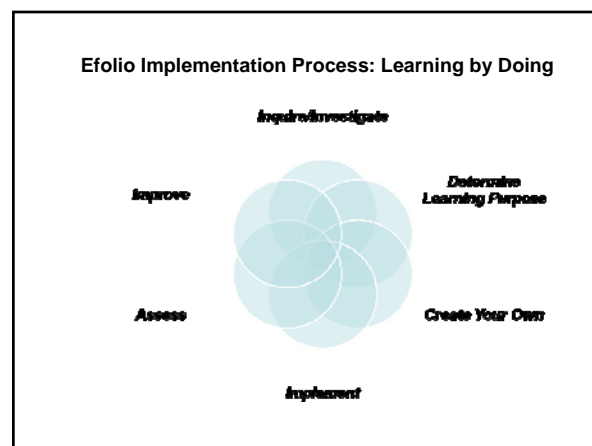 Efolio Implementation Process: Learning by Doing
Inquire/Investigate
Determine
Learning Purpose
Create Your Own
Implement
Assess
Improve